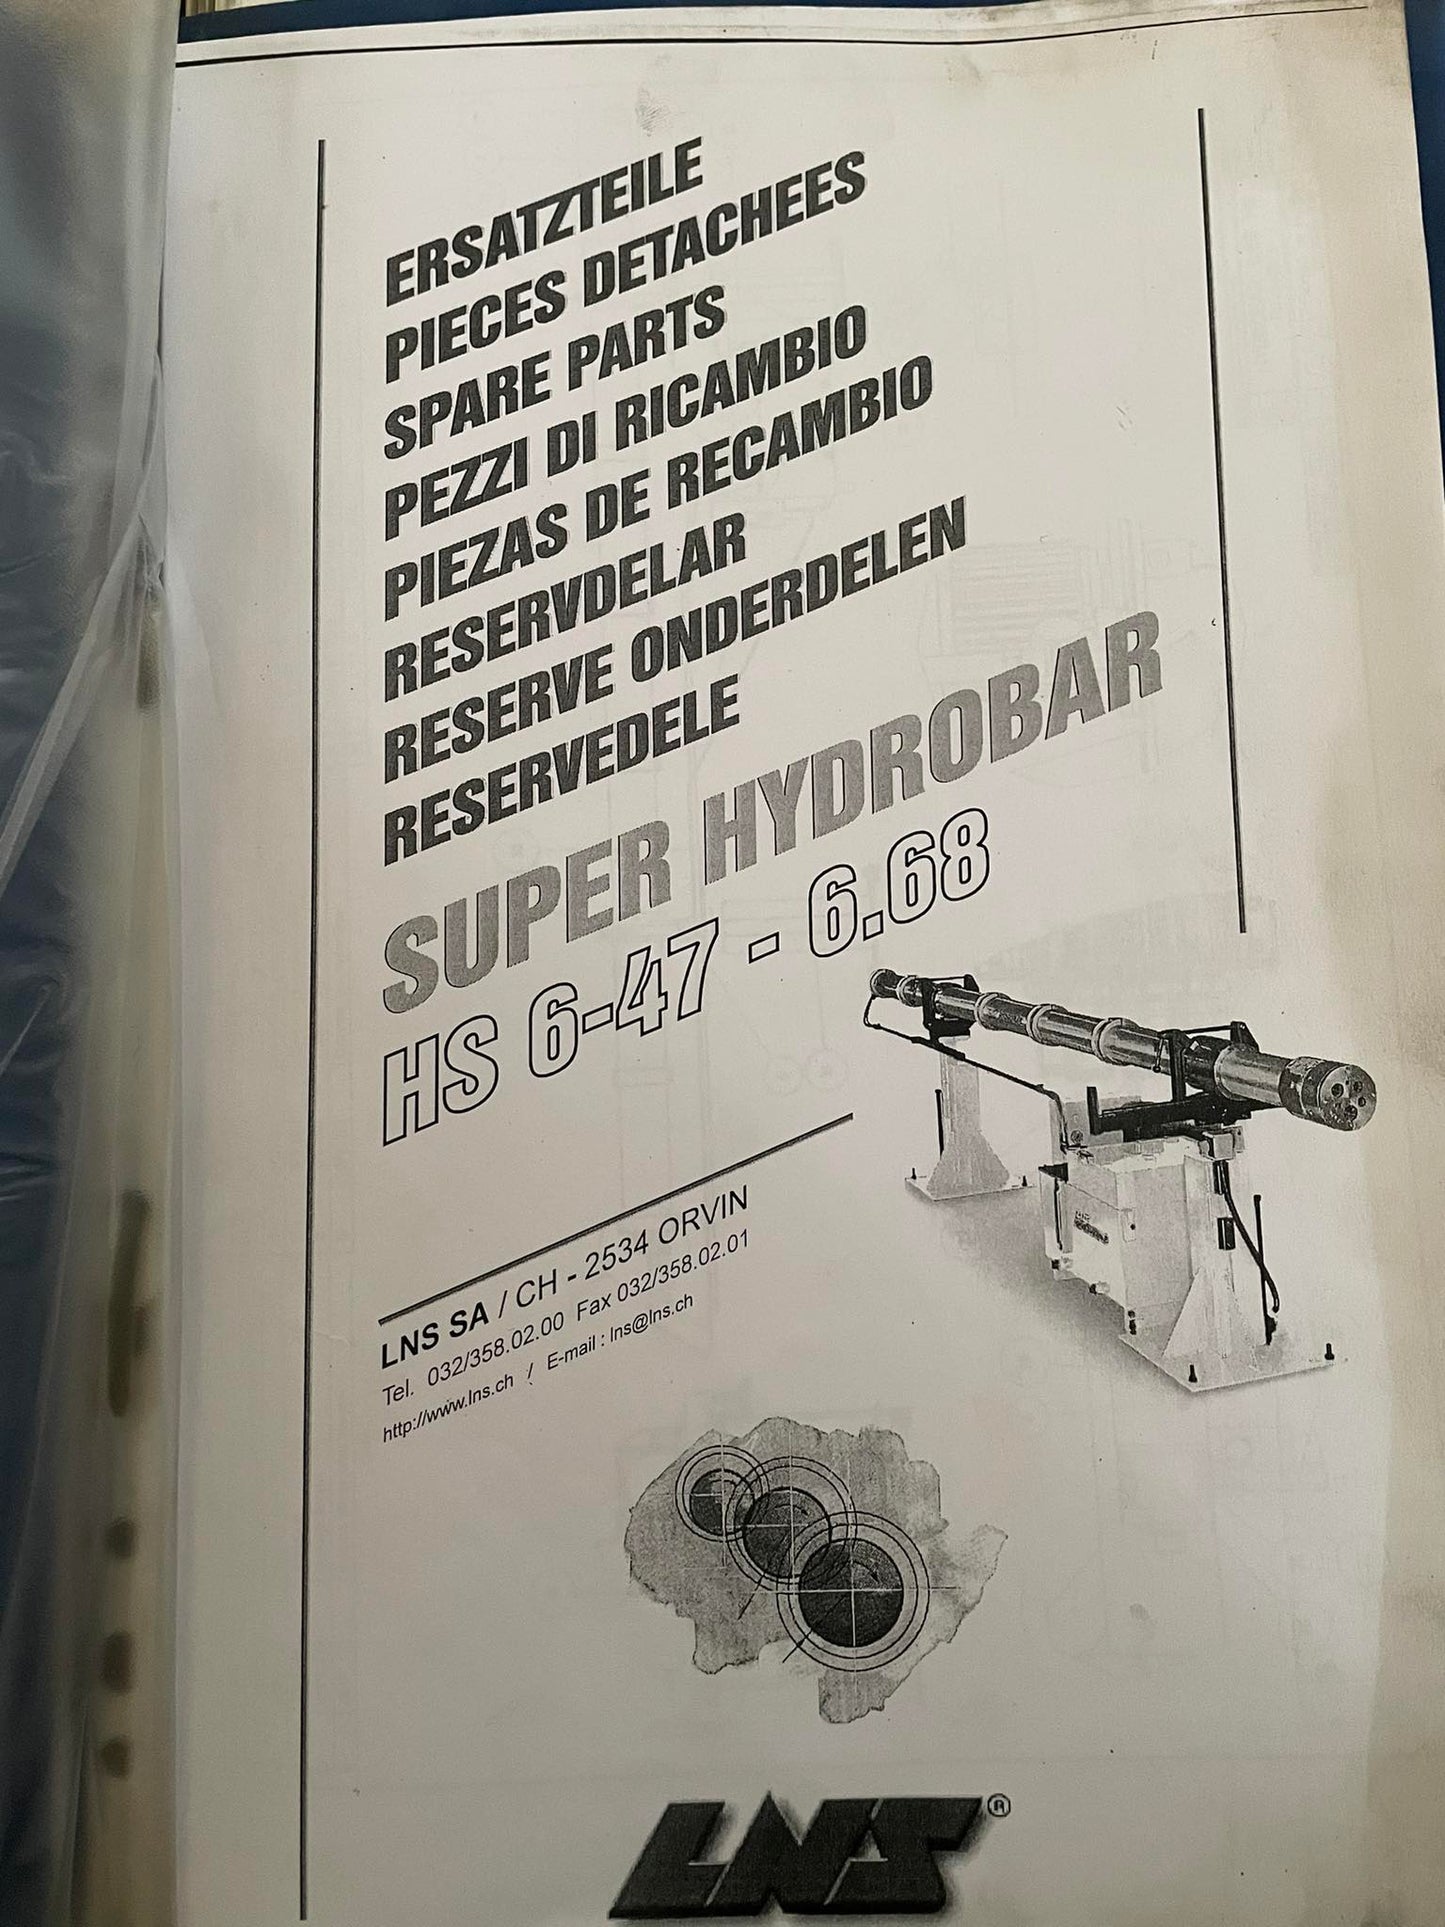 ERSATZTEILE
PIECES DETACHEES
SPARE PARTS
PEZZI DI RICAMBIO
PIEZAS DE RECAMBIO
RESERVDELAR
RESERVE ONDERDELEN
RESERVEDELE
SUPER HYDROBAR
HS 6-47 - 6.68
LNS SA / CH - 2534 ORVIN
Tel. 032/358.02.00 Fax 032/358.02.01
http://www.lns.ch / E-mail : lns@lns.ch
LNS®